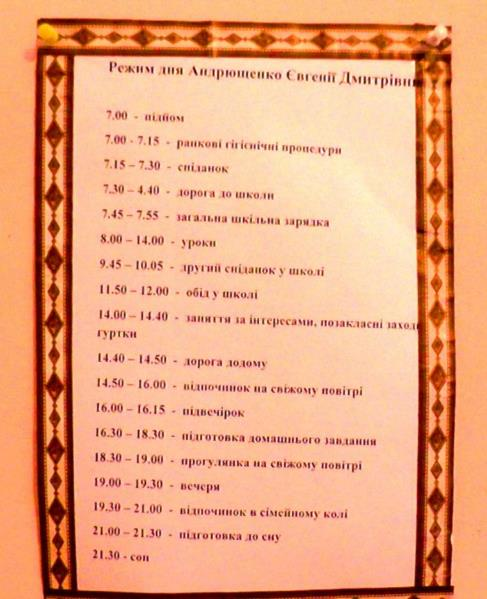 Режим дня Андрющенко Євгенії Дмитрівни
7.00 - підйом
7.00 - 7.15 - ранкові гігієнічні процедури
7.15 – 7.30 - сніданок
7.30 – 4.40 - дорога до школи
7.45 – 7.55 - загальна шкільна зарядка
8.00 – 14.00 - уроки
9.45 – 10.05 - другий сніданок у школі
11.50 – 12.00 - обід у школі
14.00 – 14.40 - заняття за інтересами, позакласні заходи
гуртки
14.40 – 14.50 - дорога додому
14.50 – 16.00 - відпочинок на свіжому повітрі
16.00 – 16.15 - підвечірок
16.30 – 18.30 - підготовка домашнього завдання
18.30 – 19.00 - прогулянка на свіжому повітрі
19.00 – 19.30 - вечеря
19.30 – 21.00 - відпочинок в сімейному колі
21.00 – 21.30 - підготовка до сну
21.30 - сон